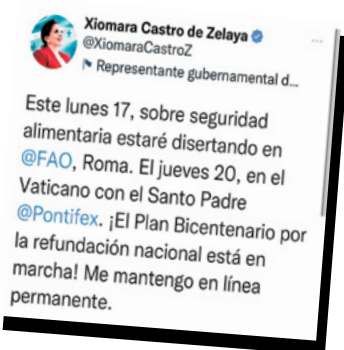 Xiomara Castro de Zelaya
@XiomaraCastroZ
Representante gubernamental d...
Este lunes 17, sobre seguridad
alimentaria estaré disertando en
@FAO, Roma. El jueves 20, en el
Vaticano con el Santo Padre
@Pontifex. ¡El Plan Bicentenario por
la refundación nacional está en
marcha! Me mantengo en línea
permanente.